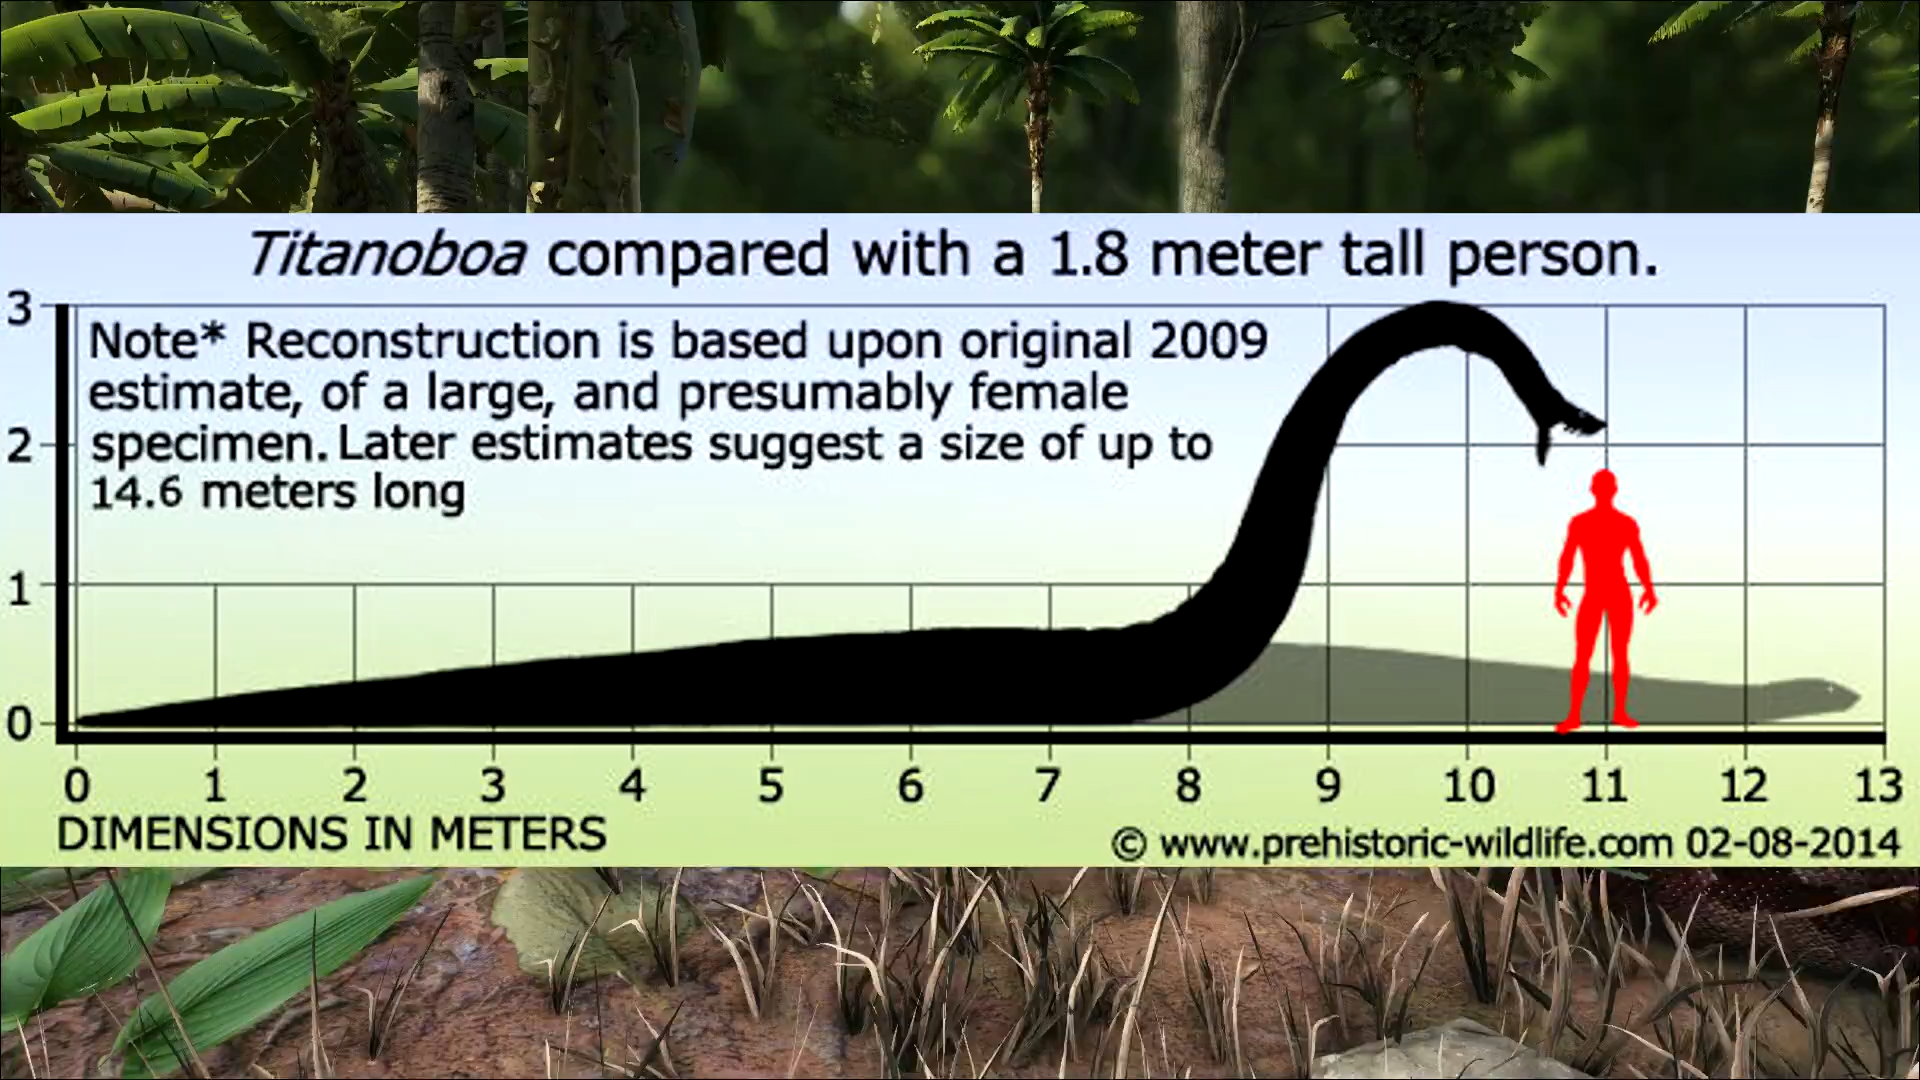 Titanoboa compared with a 1.8 meter tall person.
3
Note* Reconstruction is based upon original 2009
estimate, of a large, and presumably female
specimen. Later estimates suggest a size of up to
14.6 meters long
2
1
0
0 1 2 3 4 5 6 7 8 9 10 11 12 13
DIMENSIONS IN METERS
© www.prehistoric-wildlife.com 02-08-2014